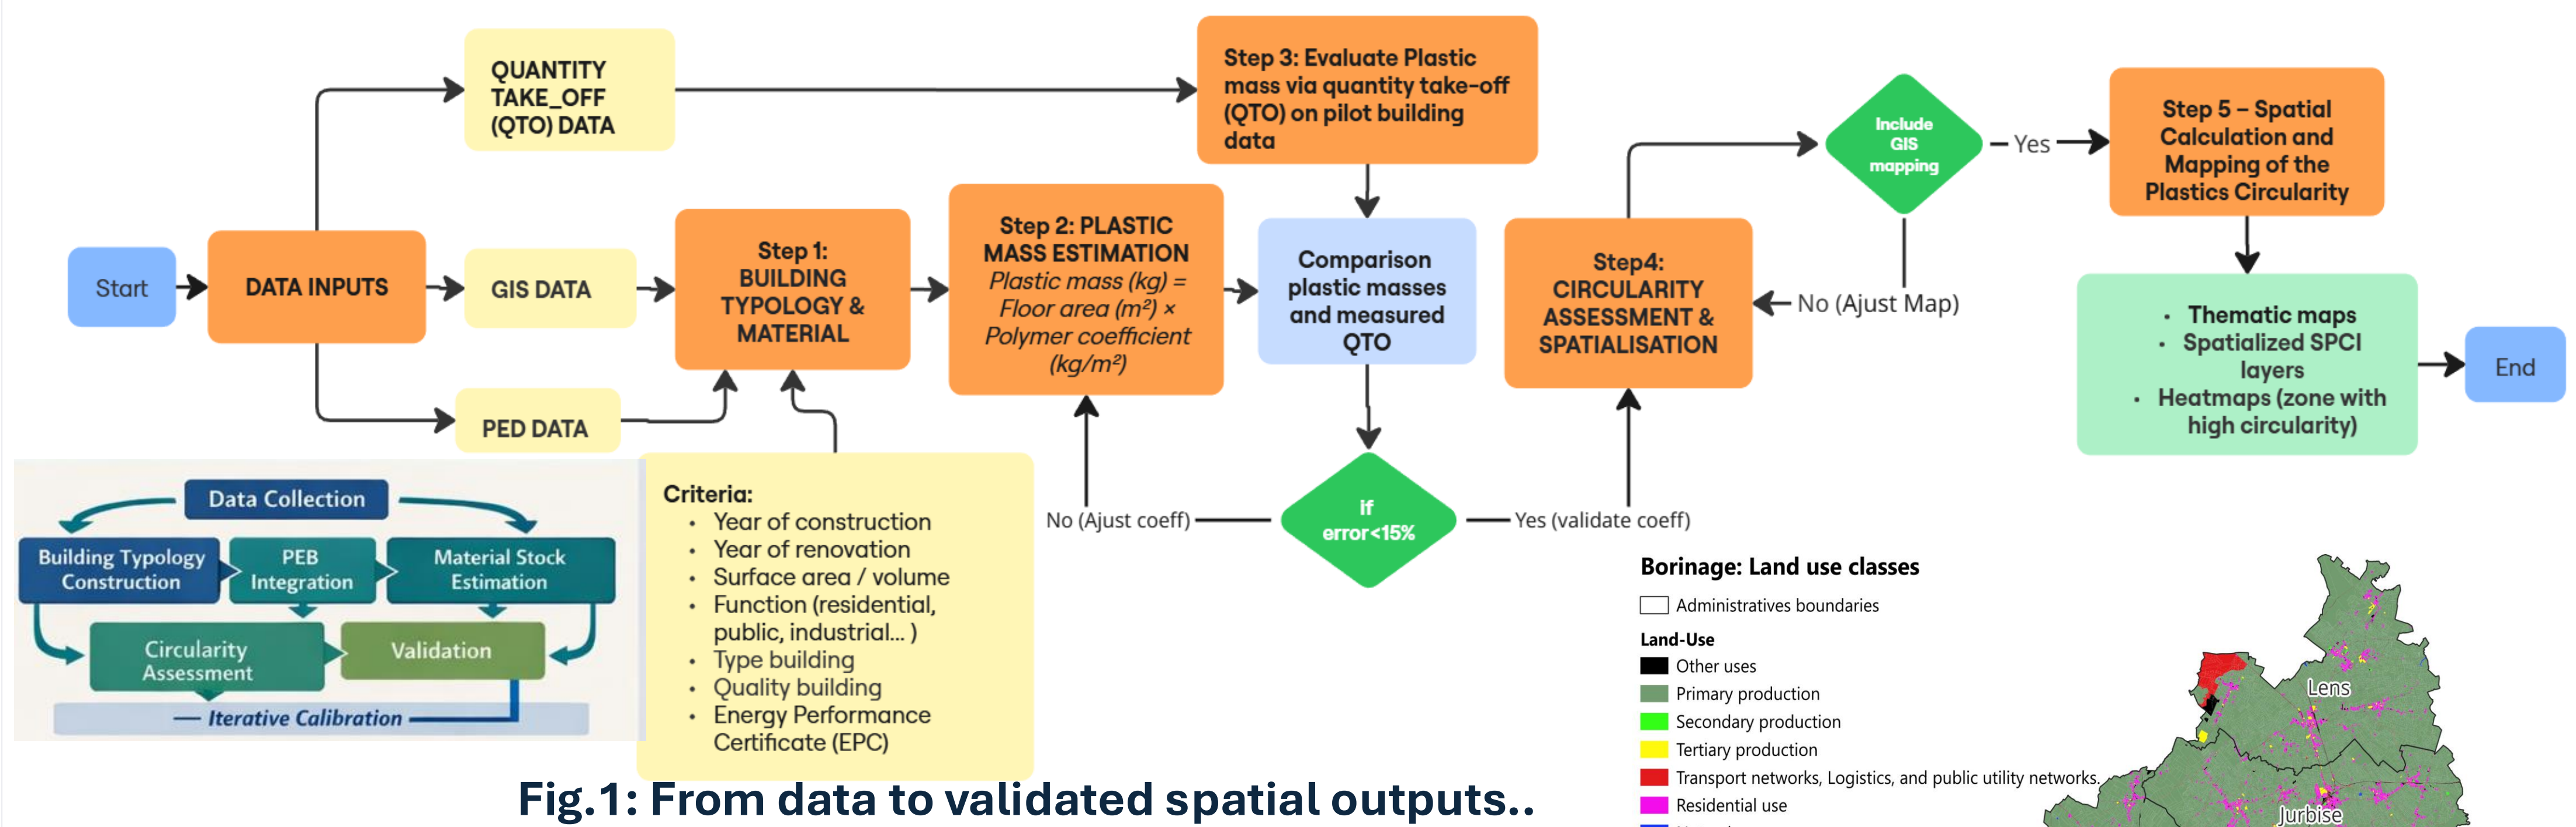 Start
DATA INPUTS
QUANTITY
TAKE_OFF
(QTO) DATA
GIS DATA
PED DATA
Step 1:
BUILDING
TYPOLOGY &
MATERIAL
Criteria:
• Year of construction
• Year of renovation
• Surface area / volume
• Function (residential,
public, industrial... )
• Type building
• Quality building
• Energy Performance
Certificate (EPC)
Step 2: PLASTIC
MASS ESTIMATION
Plastic mass (kg) =
Floor area (m²) ×
Polymer coefficient
(kg/m²)
Step 3: Evaluate Plastic
mass via quantity take-off
(QTO) on pilot building
data
Comparison
plastic masses
and measured
QTO
if
error<15%
No (Ajust coeff)
Yes (validate coeff)
Step4:
CIRCULARITY
ASSESSMENT &
SPATIALISATION
Include
GIS
mapping
No (Ajust Map)
Yes
Step 5 – Spatial
Calculation and
Mapping of the
Plastics Circularity
• Thematic maps
• Spatialized SPCI
layers
• Heatmaps (zone with
high circularity)
End
Data Collection
Building Typology
Construction
PEB
Integration
Material Stock
Estimation
Circularity
Assessment
Validation
Iterative Calibration
Fig.1: From data to validated spatial outputs..
Borinage: Land use classes
Administratives boundaries
Land-Use
Other uses
Primary production
Secondary production
Tertiary production
Transport networks, Logistics, and public utility networks.
Residential use
Lens
Jurbise